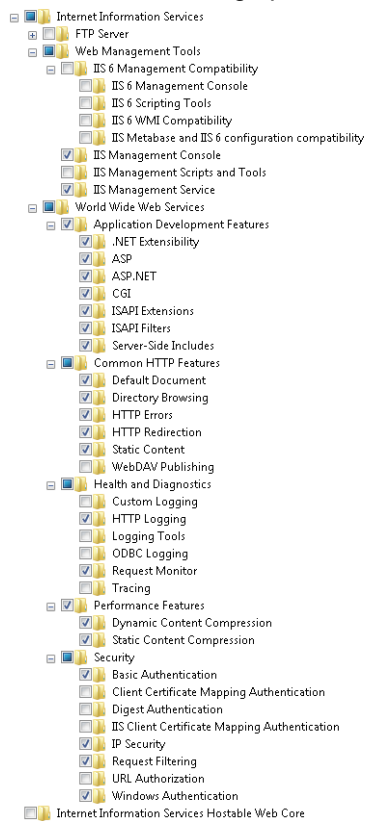 Internet Information Services
FTP Server
Web Management Tools
IIS 6 Management Compatibility
IIS 6 Management Console
IIS 6 Scripting Tools
IIS 6 WMI Compatibility
IIS Metabase and IIS 6 configuration compatibility
IIS Management Console
IIS Management Scripts and Tools
IIS Management Service
World Wide Web Services
Application Development Features
.NET Extensibility
ASP
ASP.NET
CGI
ISAPI Extensions
ISAPI Filters
Server-Side Includes
Common HTTP Features
Default Document
Directory Browsing
HTTP Errors
HTTP Redirection
Static Content
WebDAV Publishing
Health and Diagnostics
Custom Logging
HTTP Logging
Logging Tools
ODBC Logging
Request Monitor
Tracing
Performance Features
Dynamic Content Compression
Static Content Compression
Security
Basic Authentication
Client Certificate Mapping Authentication
Digest Authentication
IIS Client Certificate Mapping Authentication
IP Security
Request Filtering
URL Authorization
Windows Authentication
Internet Information Services Hostable Web Core